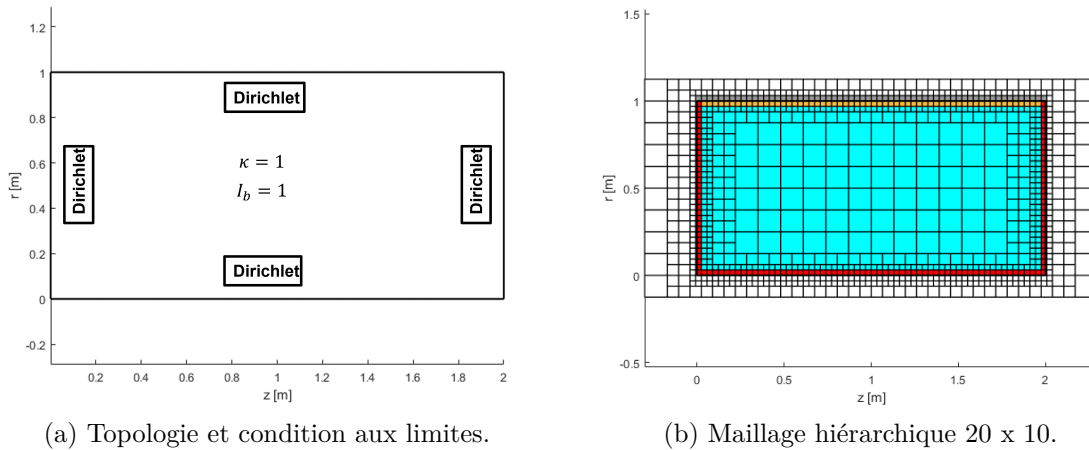 1.2
1
0.8
0.6
0.4
0.2
0
-0.2
r [m]
Dirichlet
Dirichlet
κ = 1
I_b = 1
Dirichlet
Dirichlet
0.2 0.4 0.6 0.8 1 1.2 1.4 1.6 1.8 2
z [m]
(a) Topologie et condition aux limites.
1.5
1
0.5
0
-0.5
r [m]
0 0.5 1 1.5 2
z [m]
(b) Maillage hiérarchique 20 x 10.